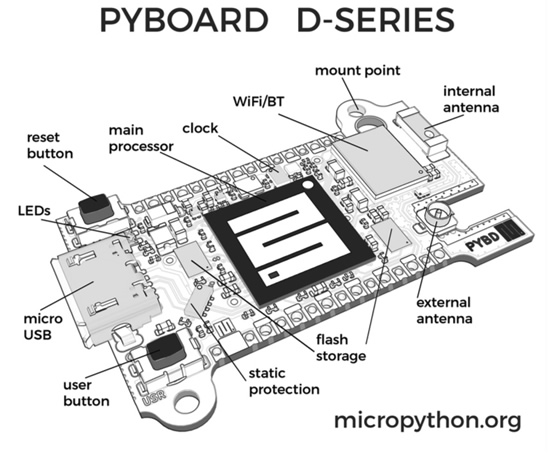 PYBOARD D-SERIES
mount point
WiFi/BT
internal
antenna
clock
main
processor
reset
button
LEDs
PYBD
micro
USB
external
antenna
flash
storage
static
protection
user
button
USR
micropython.org